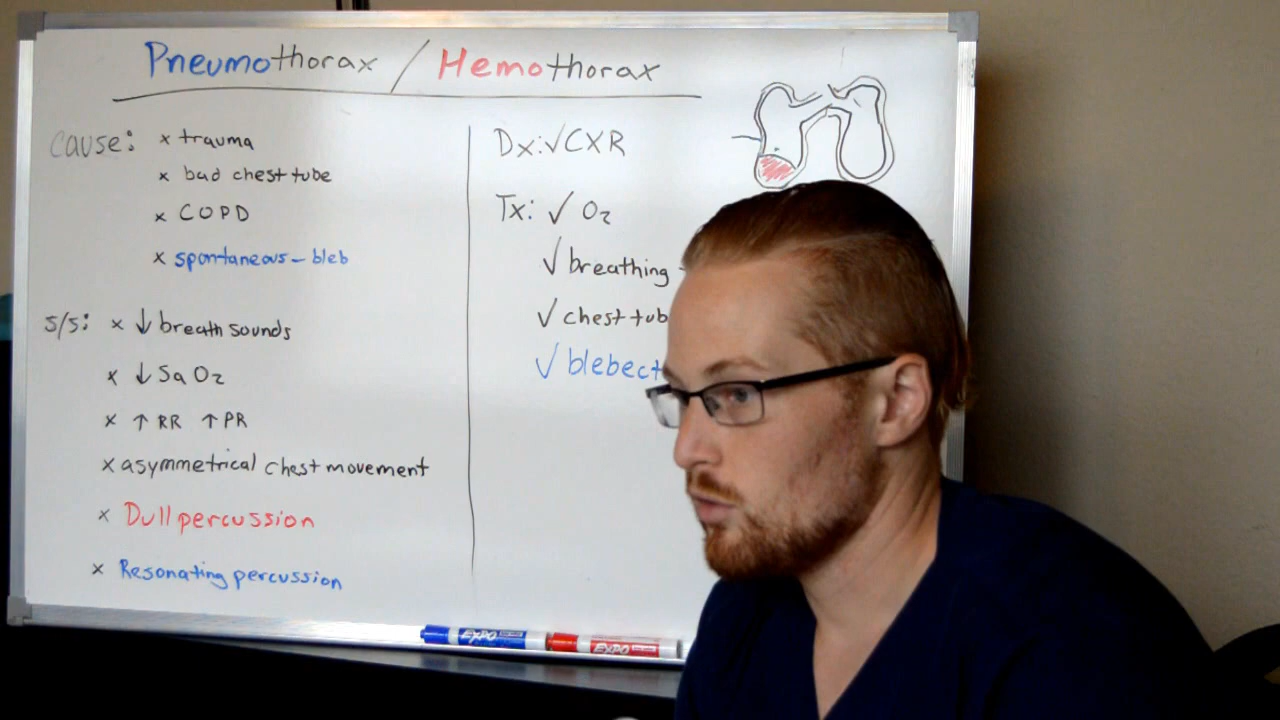 Pneumothorax / Hemothorax
cause: x trauma
x bad chest tube
x COPD
x spontaneous - bleb
s/s: x ↓ breath sounds
x ↓ SaO₂
x ↑ RR ↑ PR
x asymmetrical chest movement
x Dull percussion
x Resonating percussion
Dx: √ CXR
Tx: √ O₂
√ breathing -
√ chest tub
√ blebect
EXPO
EXPO